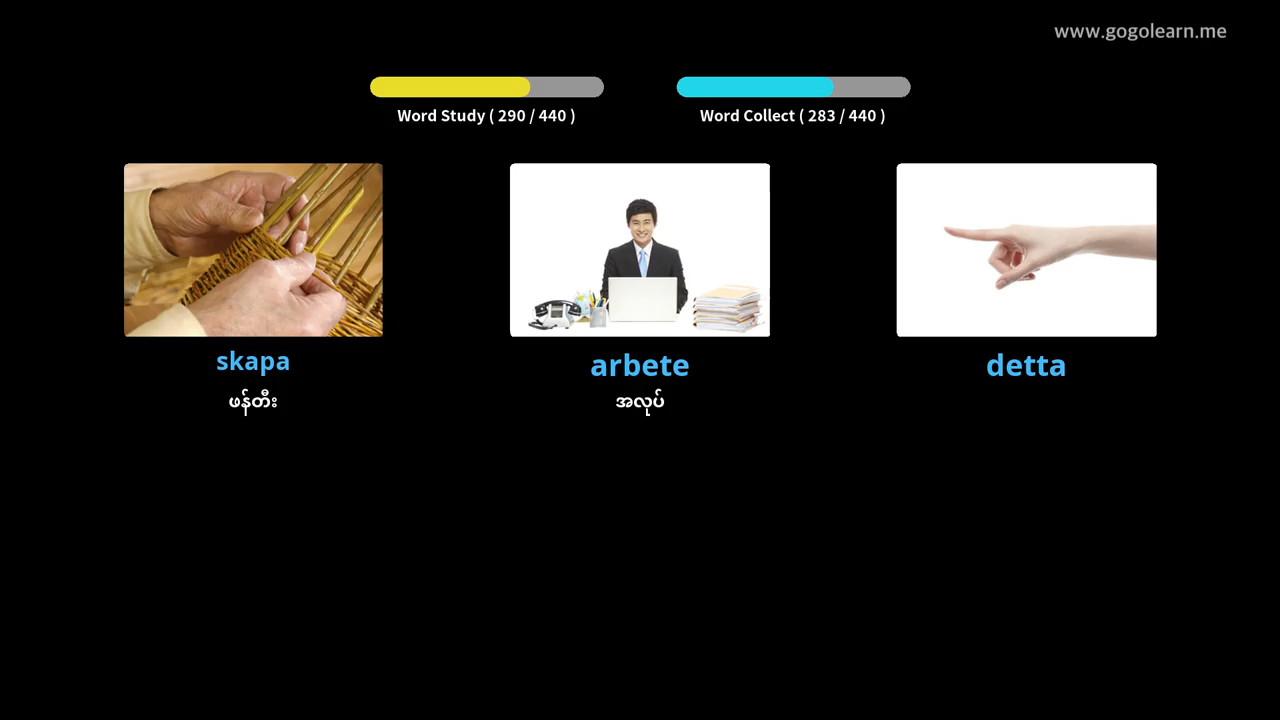 www.gogolearn.me
Word Study ( 290 / 440 )
Word Collect ( 283 / 440 )
skapa
arbete
detta
ဖန်တီး
အလုပ်